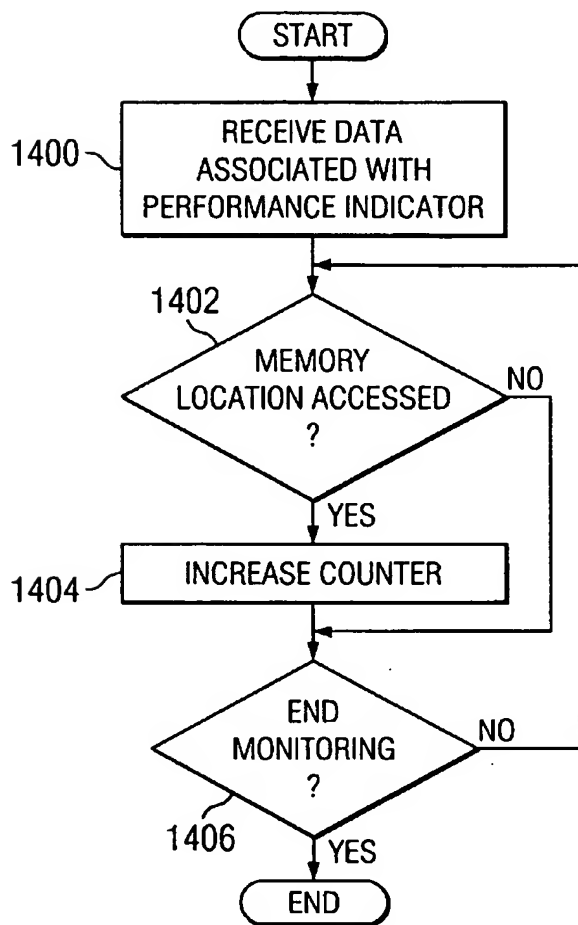 START
1400
RECEIVE DATA
ASSOCIATED WITH
PERFORMANCE INDICATOR
1402
MEMORY
LOCATION ACCESSED
?
NO
YES
1404
INCREASE COUNTER
END
MONITORING
?
NO
1406
YES
END